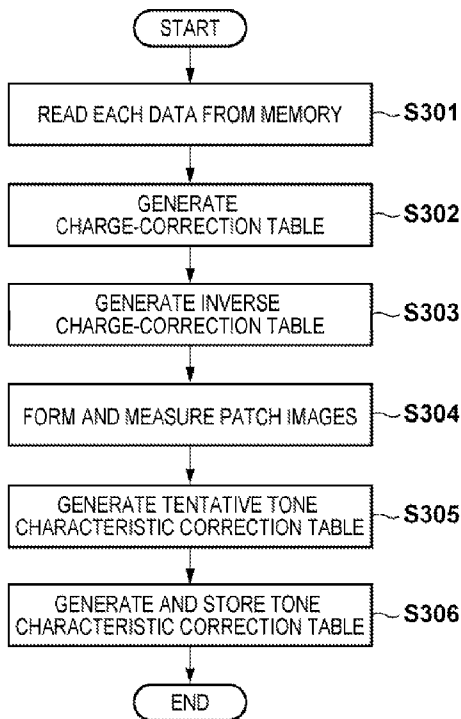 START
READ EACH DATA FROM MEMORY
S301
GENERATE
CHARGE-CORRECTION TABLE
S302
GENERATE INVERSE
CHARGE-CORRECTION TABLE
S303
FORM AND MEASURE PATCH IMAGES
S304
GENERATE TENTATIVE TONE
CHARACTERISTIC CORRECTION TABLE
S305
GENERATE AND STORE TONE
CHARACTERISTIC CORRECTION TABLE
S306
END